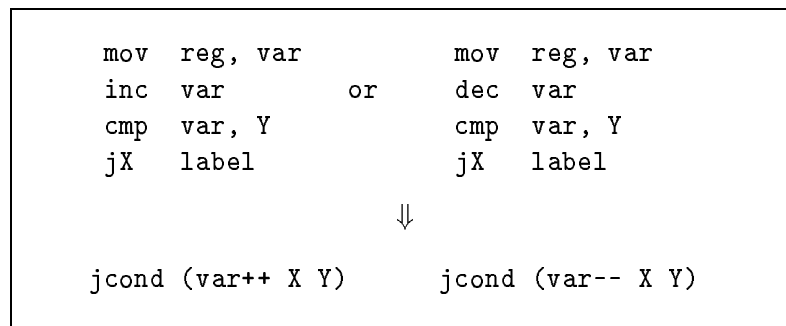 mov reg, var mov reg, var
inc var or dec var
cmp var, Y cmp var, Y
jX label jX label
⇓
jcond (var++ X Y) jcond (var-- X Y)